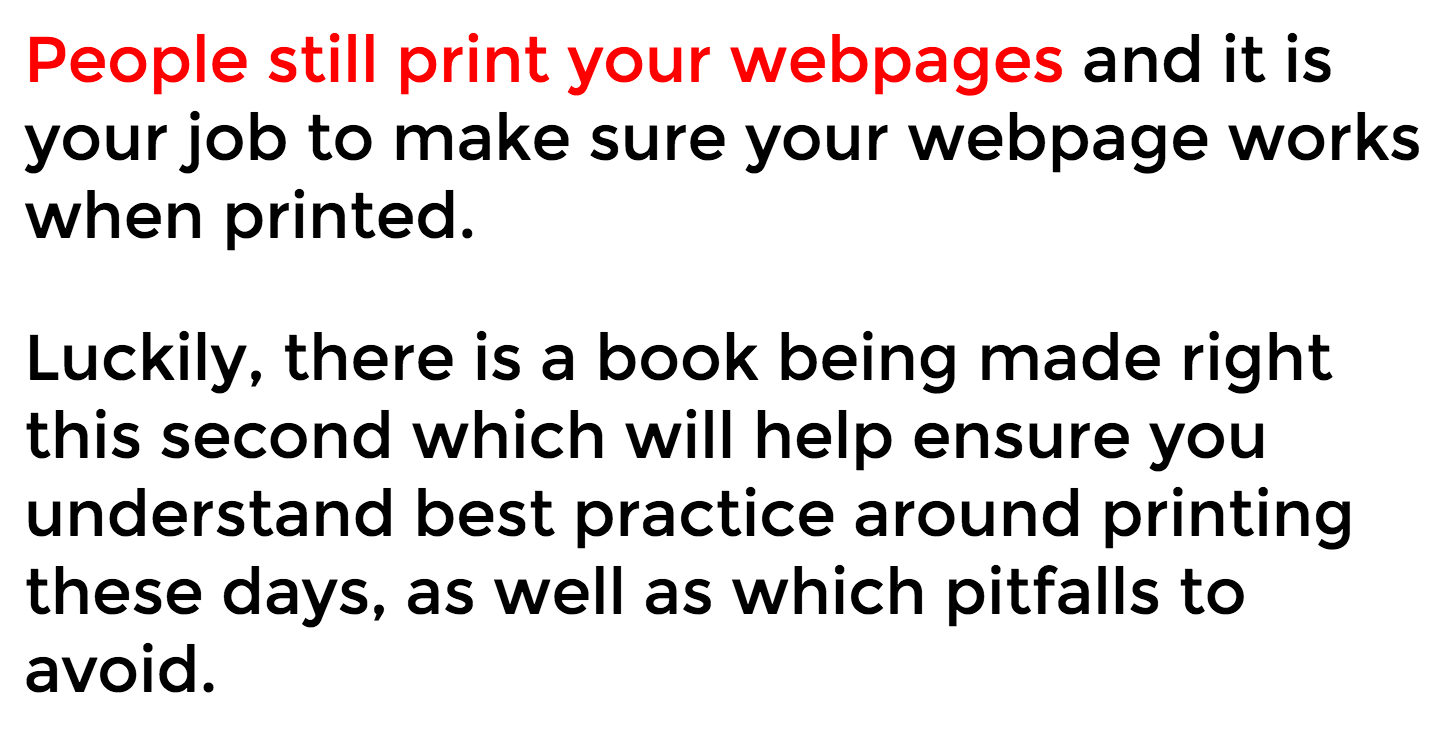 People still print your webpages and it is
your job to make sure your webpage works
when printed.
Luckily, there is a book being made right
this second which will help ensure you
understand best practice around printing
these days, as well as which pitfalls to
avoid.